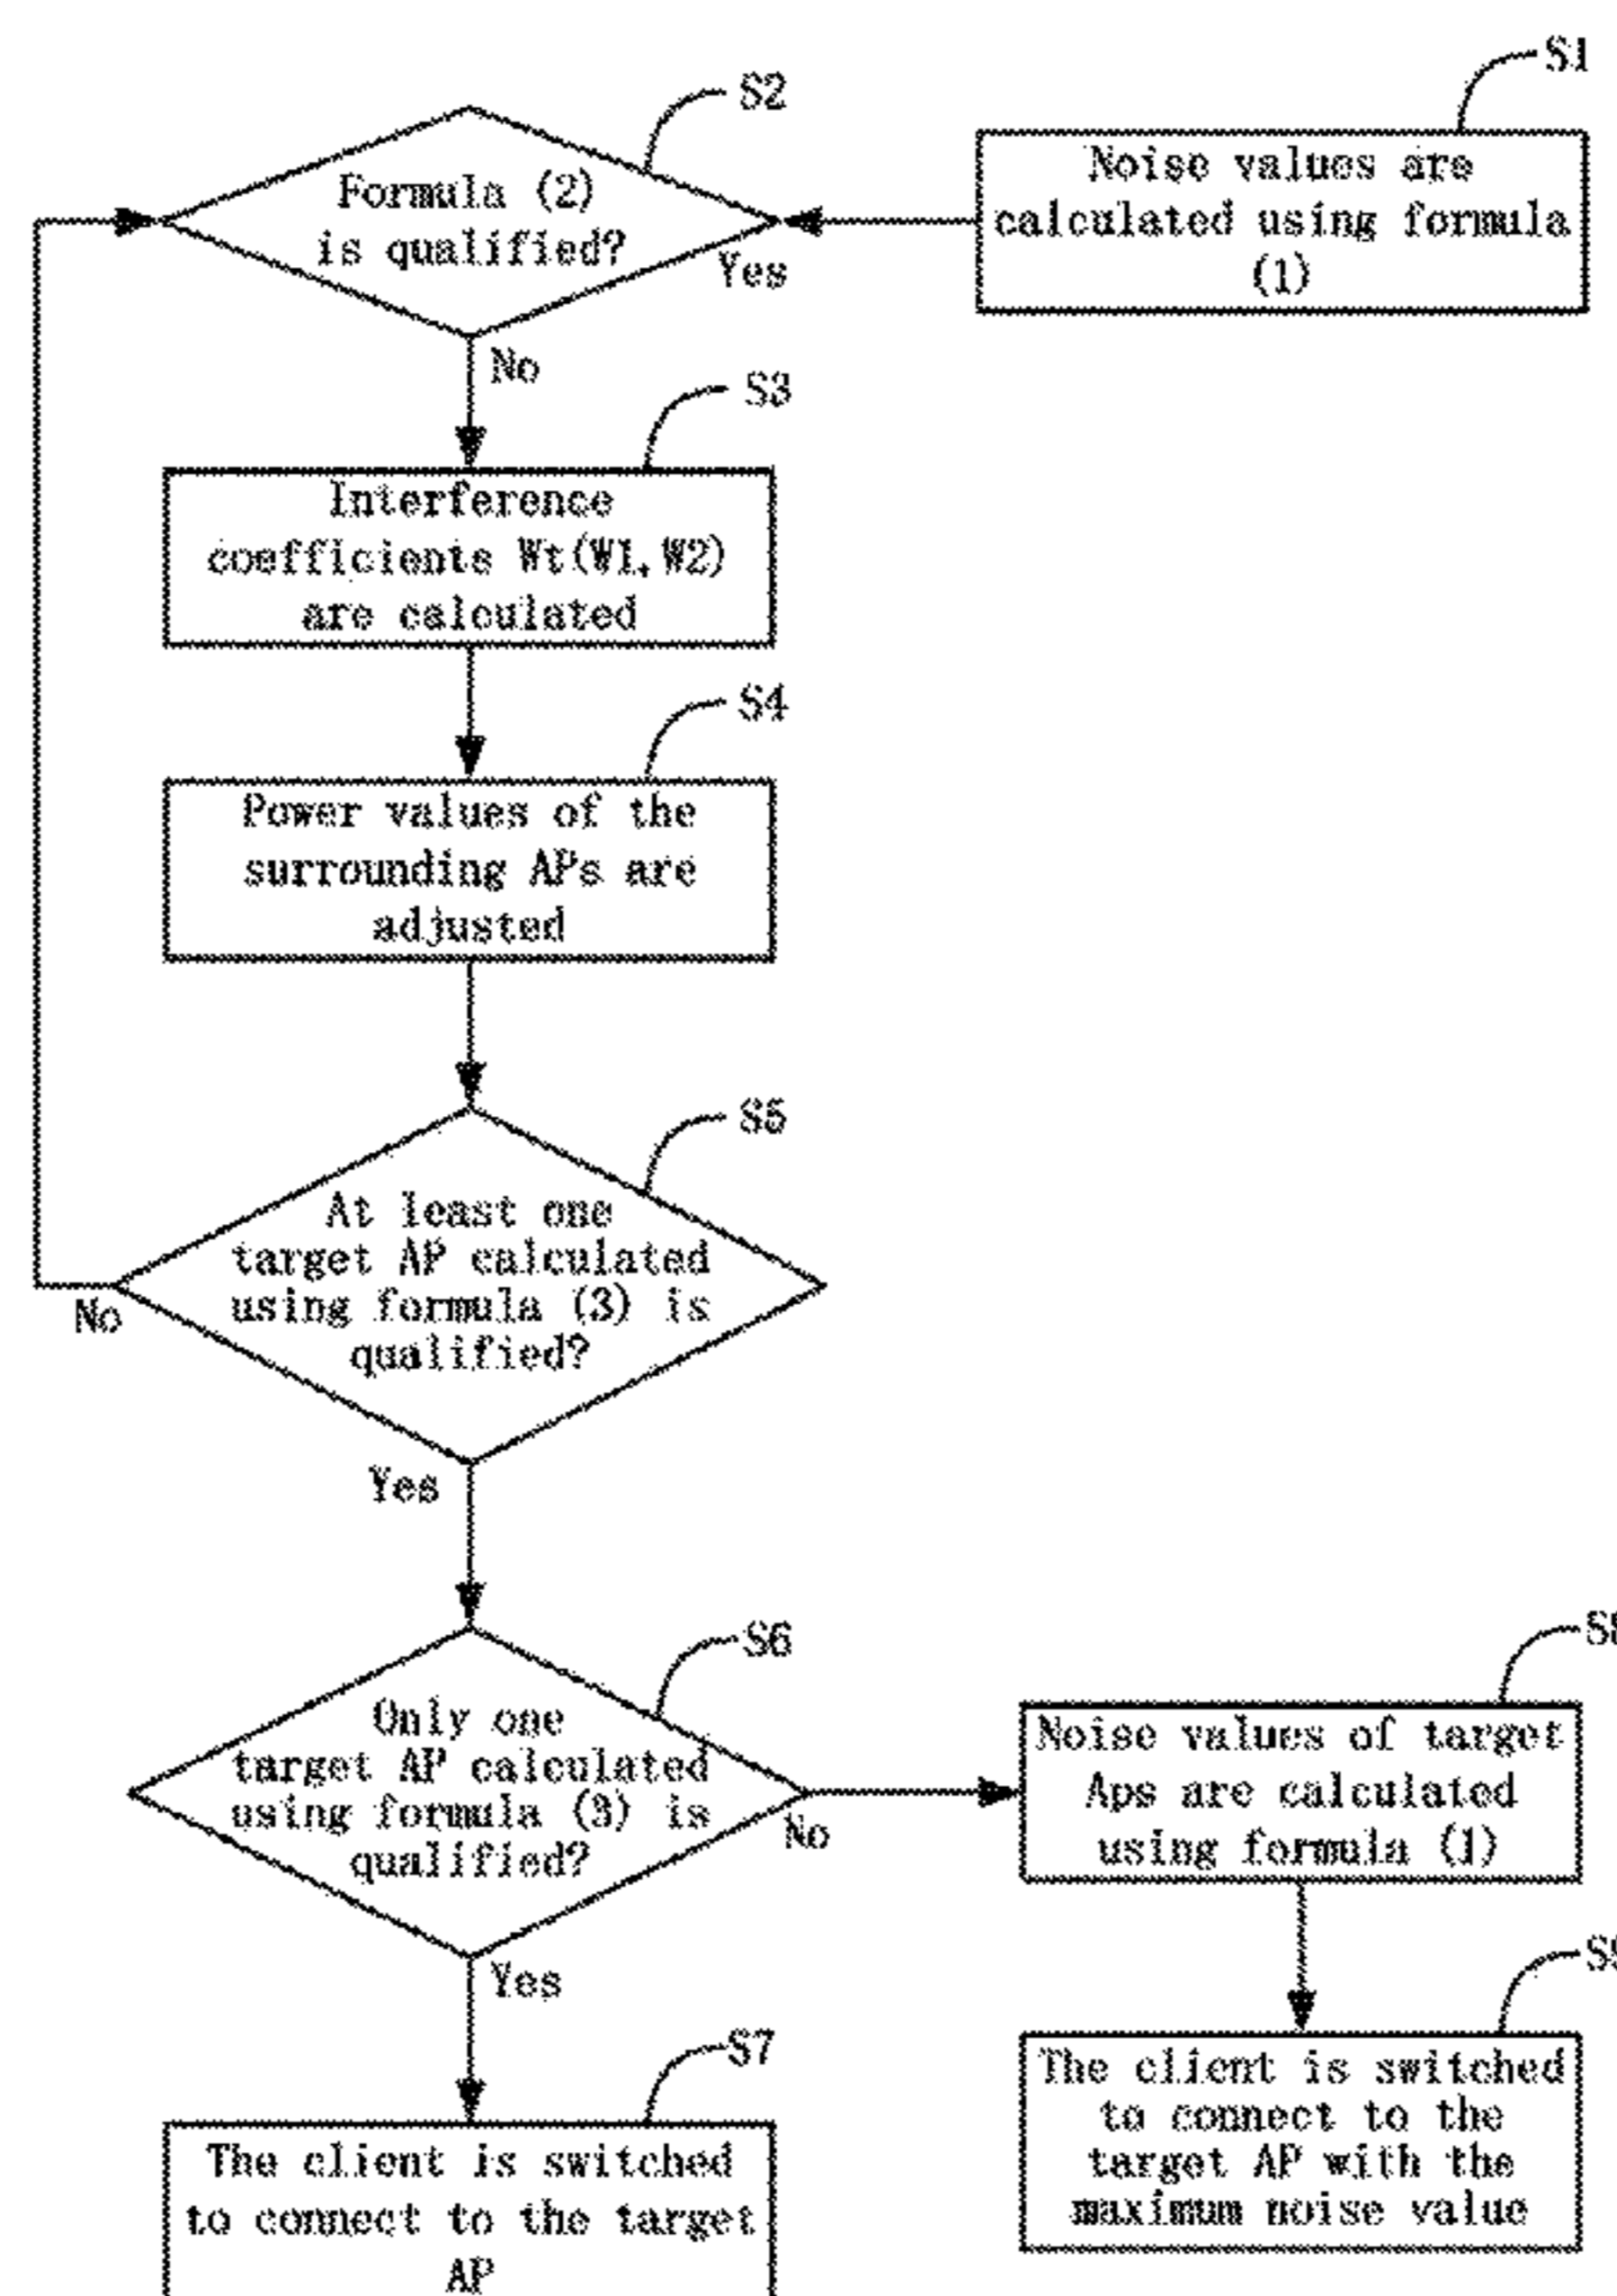 S1
Noise values are
calculated using formula
(1)
S2
Formula (2)
is qualified?
Yes
No
S3
Interference
coefficients Wt(W1, W2)
are calculated
S4
Power values of the
surrounding APs are
adjusted
S5
At least one
target AP calculated
using formula (3) is
qualified?
No
Yes
S6
Only one
target AP calculated
using formula (3) is
qualified?
No
Yes
S7
The client is switched
to connect to the target
AP
S8
Noise values of target
Aps are calculated
using formula (1)
S9
The client is switched
to connect to the
target AP with the
maximum noise value